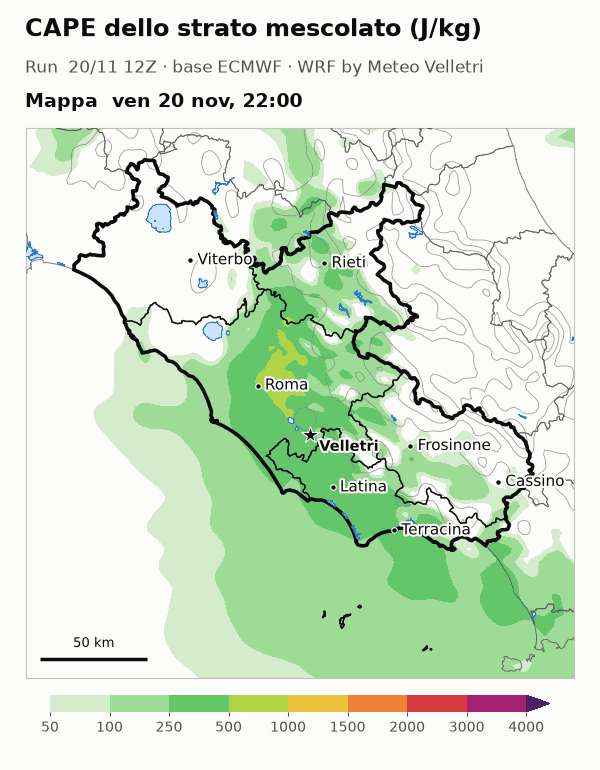 CAPE dello strato mescolato (J/kg)
Run  20/11 12Z · base ECMWF · WRF by Meteo Velletri
Mappa  ven 20 nov, 22:00
Viterbo
Rieti
Roma
Velletri
Frosinone
Latina
Cassino
Terracina
50 km
50 100 250 500 1000 1500 2000 3000 4000